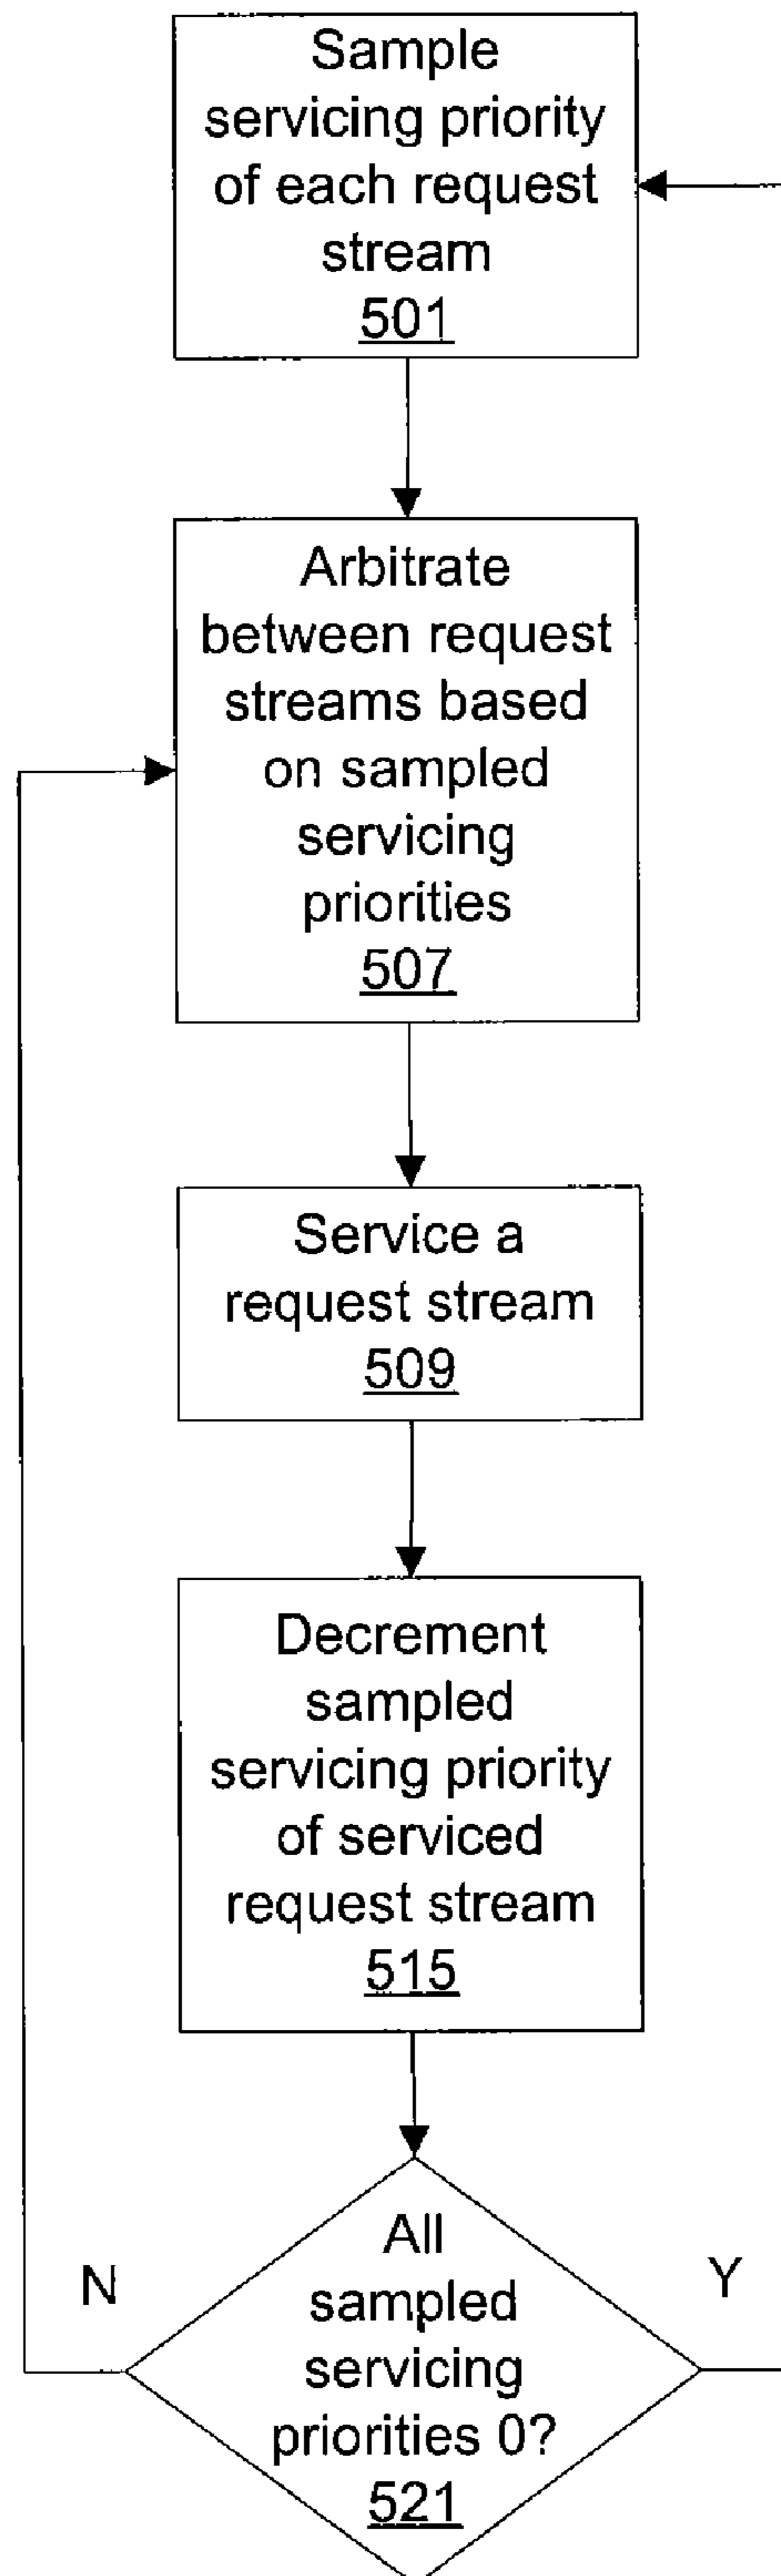 Sample
servicing priority
of each request
stream
501
Arbitrate
between request
streams based
on sampled
servicing
priorities
507
Service a
request stream
509
Decrement
sampled
servicing priority
of serviced
request stream
515
All
sampled
servicing
priorities 0?
521
N
Y